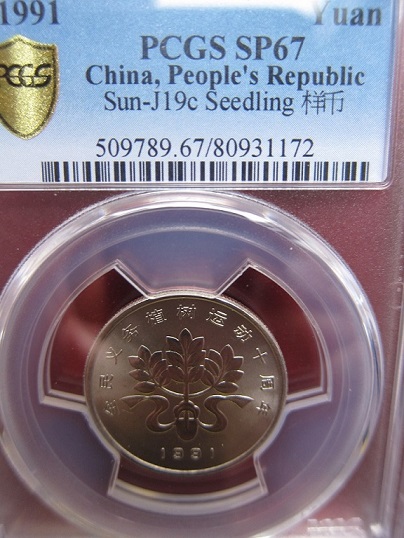 1991 Yuan
PCGS SP67
China, People's Republic
Sun-J19c Seedling 样币
509789.67/80931172
PCGS
全民义务植树运动十周年
1991